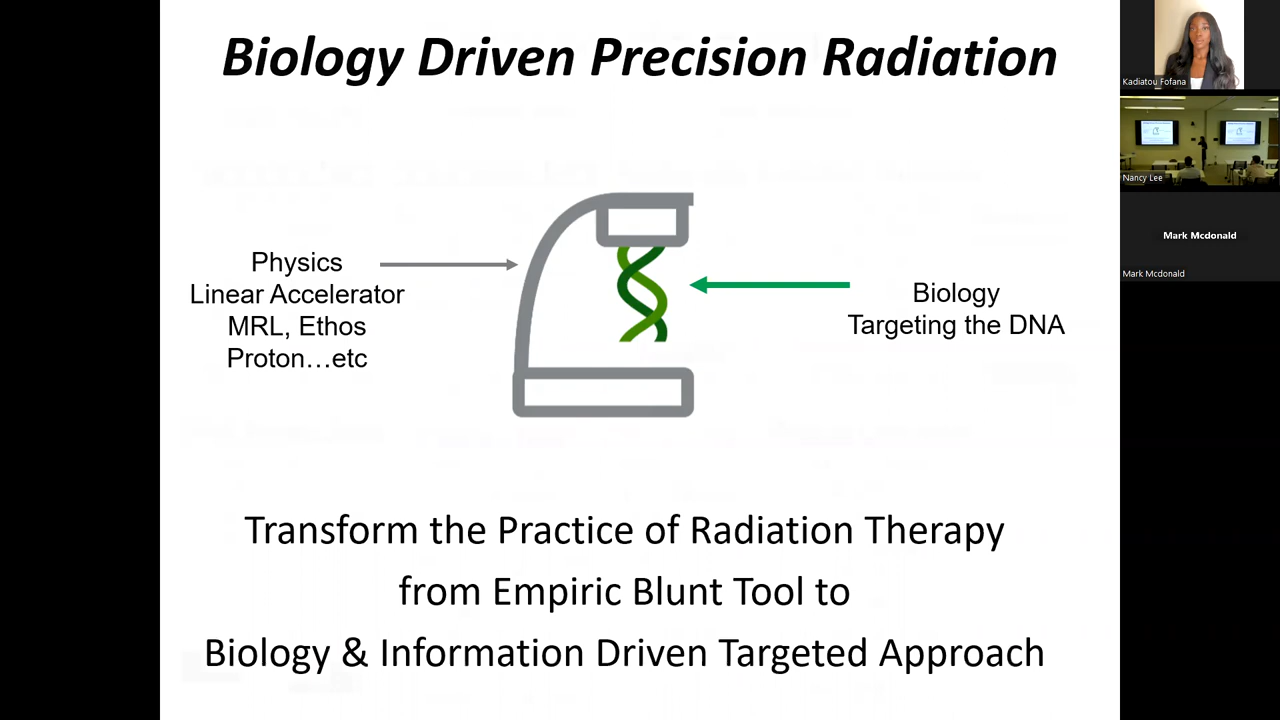 Biology Driven Precision Radiation
Physics
Linear Accelerator
MRL, Ethos
Proton...etc
Biology
Targeting the DNA
Transform the Practice of Radiation Therapy
from Empiric Blunt Tool to
Biology & Information Driven Targeted Approach
Kadiatou Fofana
Nancy Lee
Mark Mcdonald
Mark Mcdonald